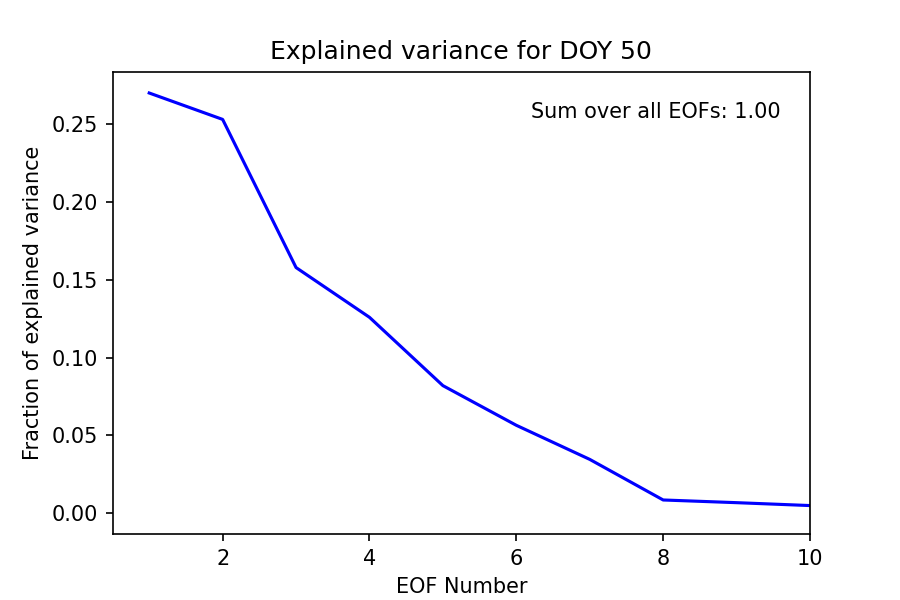 Explained variance for DOY 50
Sum over all EOFs: 1.00
Fraction of explained variance
0.25
0.20
0.15
0.10
0.05
0.00
2
4
6
8
10
EOF Number